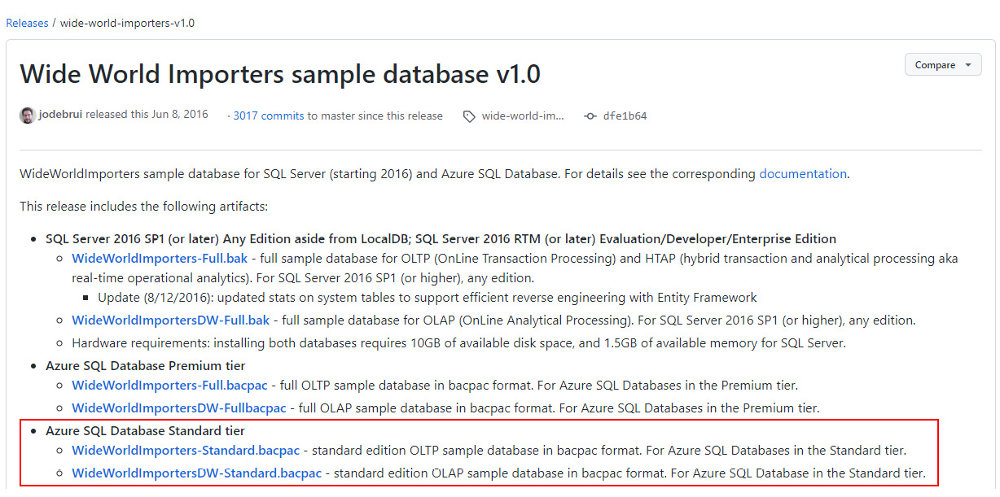 Releases / wide-world-importers-v1.0
Wide World Importers sample database v1.0
Compare
jodebrui released this Jun 8, 2016 · 3017 commits to master since this release wide-world-im... dfe1b64
WideWorldImporters sample database for SQL Server (starting 2016) and Azure SQL Database. For details see the corresponding documentation.
This release includes the following artifacts:
SQL Server 2016 SP1 (or later) Any Edition aside from LocalDB; SQL Server 2016 RTM (or later) Evaluation/Developer/Enterprise Edition
WideWorldImporters-Full.bak - full sample database for OLTP (OnLine Transaction Processing) and HTAP (hybrid transaction and analytical processing aka
real-time operational analytics). For SQL Server 2016 SP1 (or higher), any edition.
Update (8/12/2016): updated stats on system tables to support efficient reverse engineering with Entity Framework
WideWorldImportersDW-Full.bak - full sample database for OLAP (OnLine Analytical Processing). For SQL Server 2016 SP1 (or higher), any edition.
Hardware requirements: installing both databases requires 10GB of available disk space, and 1.5GB of available memory for SQL Server.
Azure SQL Database Premium tier
WideWorldImporters-Full.bacpac - full OLTP sample database in bacpac format. For Azure SQL Databases in the Premium tier.
WideWorldImportersDW-Fullbacpac - full OLAP sample database in bacpac format. For Azure SQL Databases in the Premium tier.
Azure SQL Database Standard tier
WideWorldImporters-Standard.bacpac - standard edition OLTP sample database in bacpac format. For Azure SQL Databases in the Standard tier.
WideWorldImportersDW-Standard.bacpac - standard edition OLAP sample database in bacpac format. For Azure SQL Database in the Standard tier.